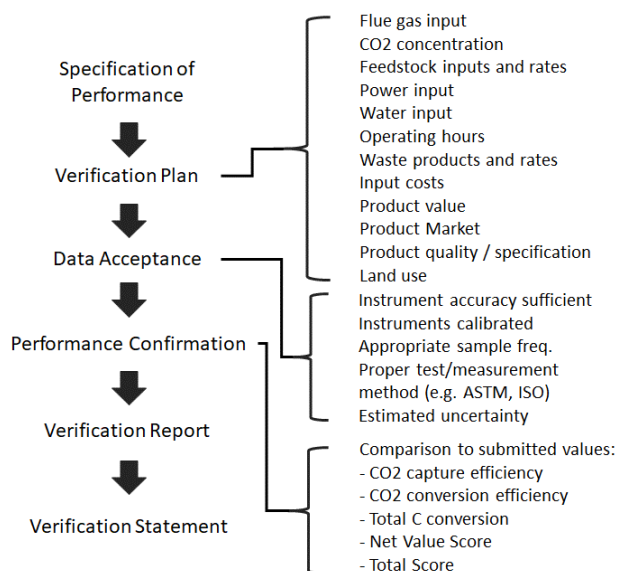 Specification of
Performance
Verification Plan
Data Acceptance
Performance Confirmation
Verification Report
Verification Statement
Flue gas input
CO2 concentration
Feedstock inputs and rates
Power input
Water input
Operating hours
Waste products and rates
Input costs
Product value
Product Market
Product quality / specification
Land use
Instrument accuracy sufficient
Instruments calibrated
Appropriate sample freq.
Proper test/measurement
method (e.g. ASTM, ISO)
Estimated uncertainty
Comparison to submitted values:
- CO2 capture efficiency
- CO2 conversion efficiency
- Total C conversion
- Net Value Score
- Total Score